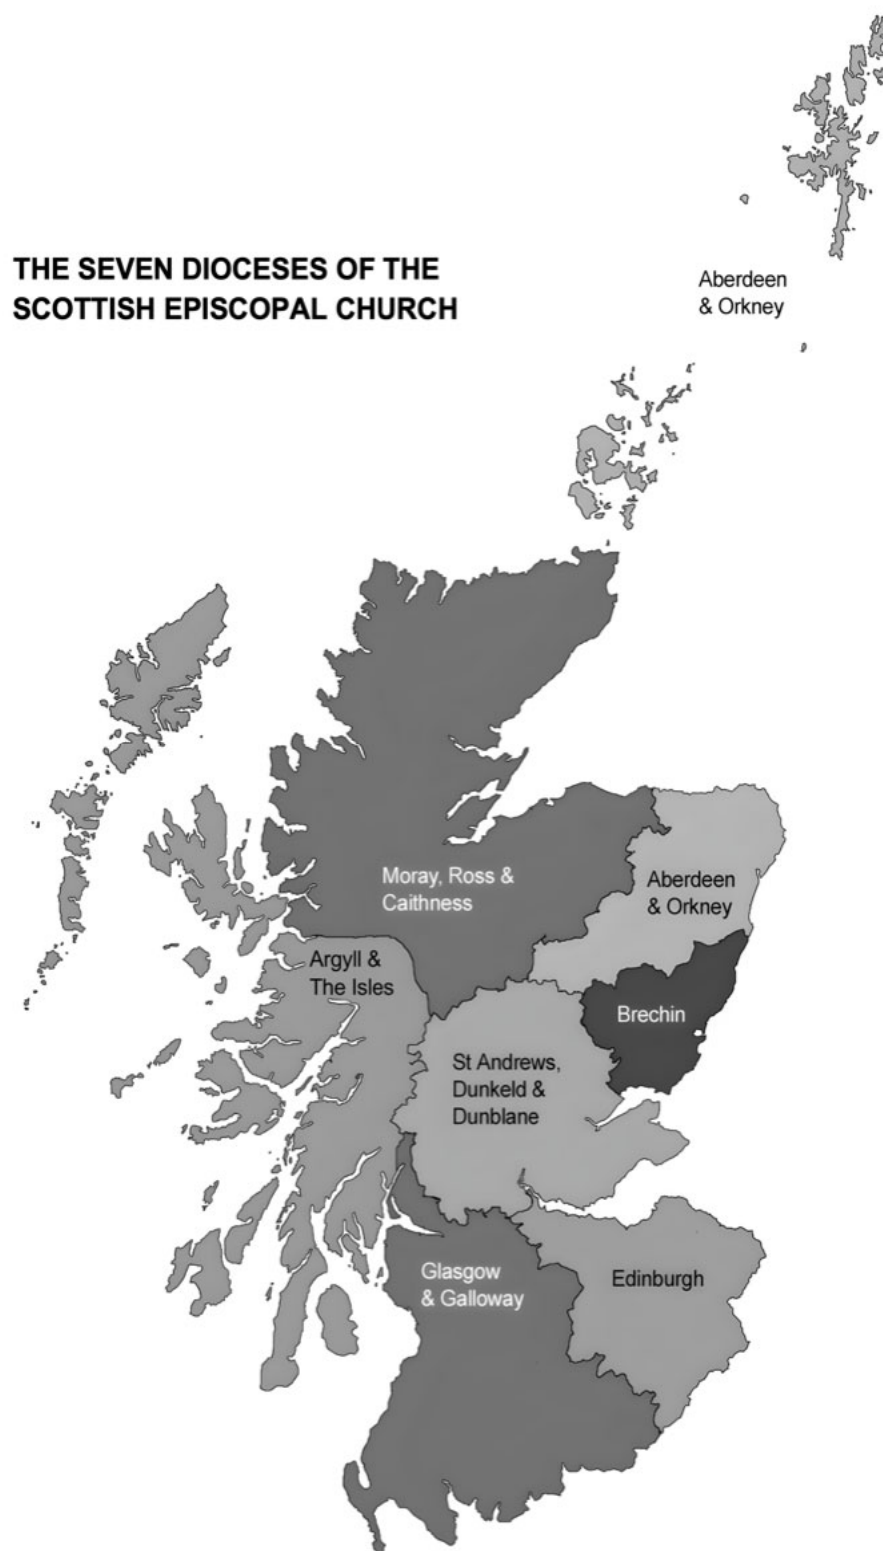 THE SEVEN DIOCESES OF THE
SCOTTISH EPISCOPAL CHURCH
Aberdeen
& Orkney
Moray, Ross &
Caithness
Aberdeen
& Orkney
Argyll &
The Isles
Brechin
St Andrews,
Dunkeld &
Dunblane
Glasgow
& Galloway
Edinburgh